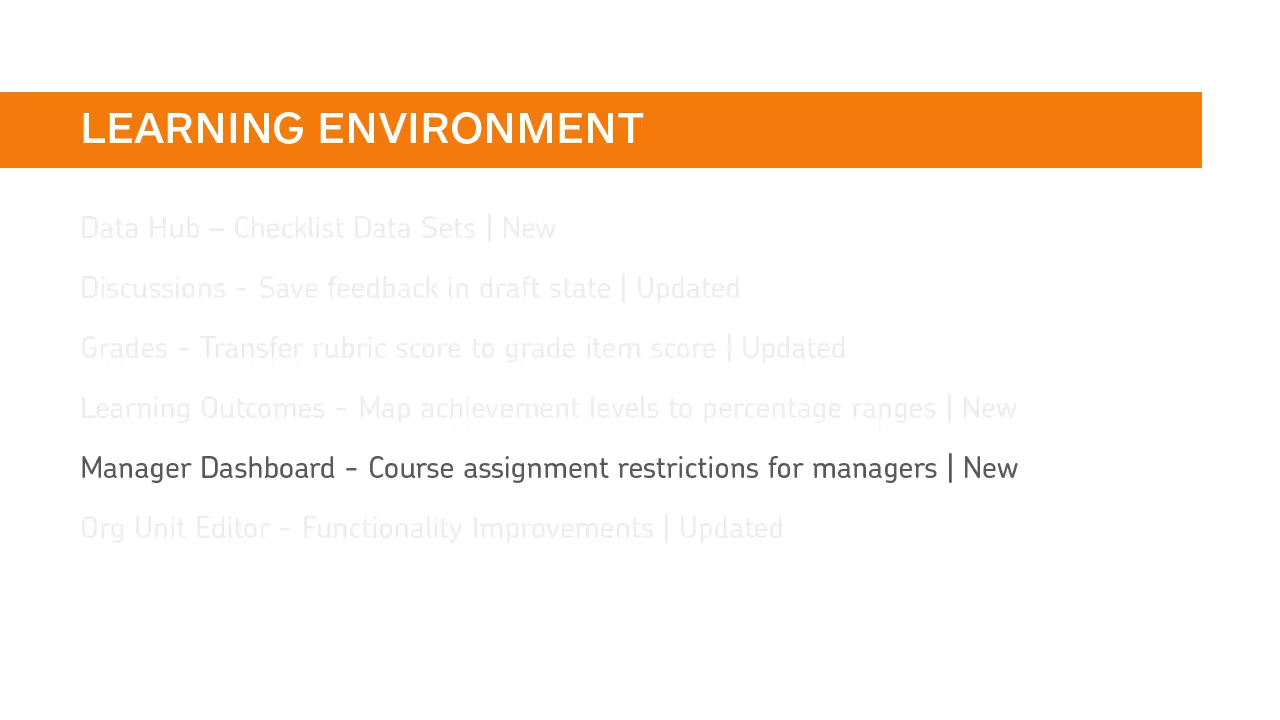 LEARNING ENVIRONMENT
Data Hub – Checklist Data Sets | New
Discussions - Save feedback in draft state | Updated
Grades - Transfer rubric score to grade item score | Updated
Learning Outcomes - Map achievement levels to percentage ranges | New
Manager Dashboard - Course assignment restrictions for managers | New
Org Unit Editor - Functionality Improvements | Updated